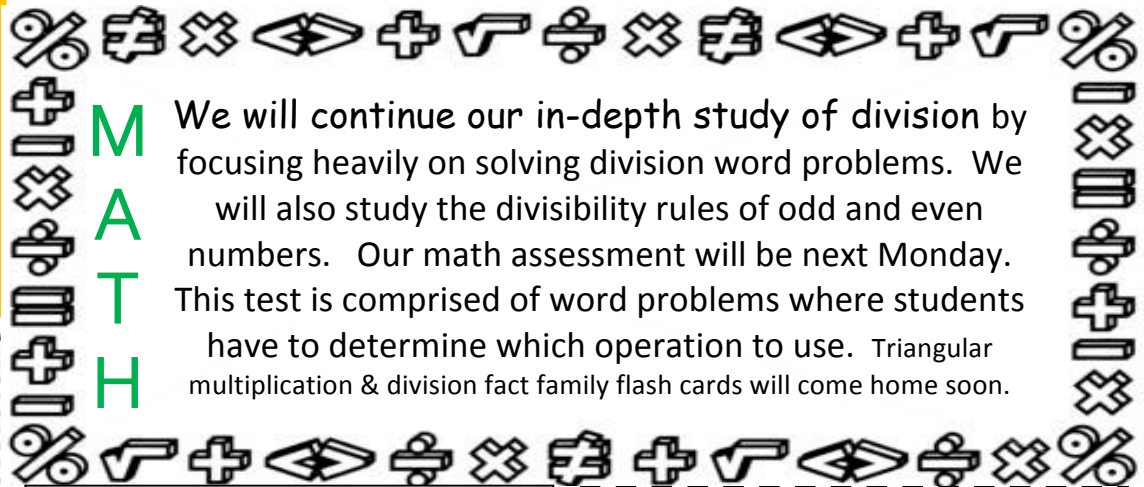 MATH
We will continue our in-depth study of division by
focusing heavily on solving division word problems. We
will also study the divisibility rules of odd and even
numbers. Our math assessment will be next Monday.
This test is comprised of word problems where students
have to determine which operation to use. Triangular
multiplication & division fact family flash cards will come home soon.